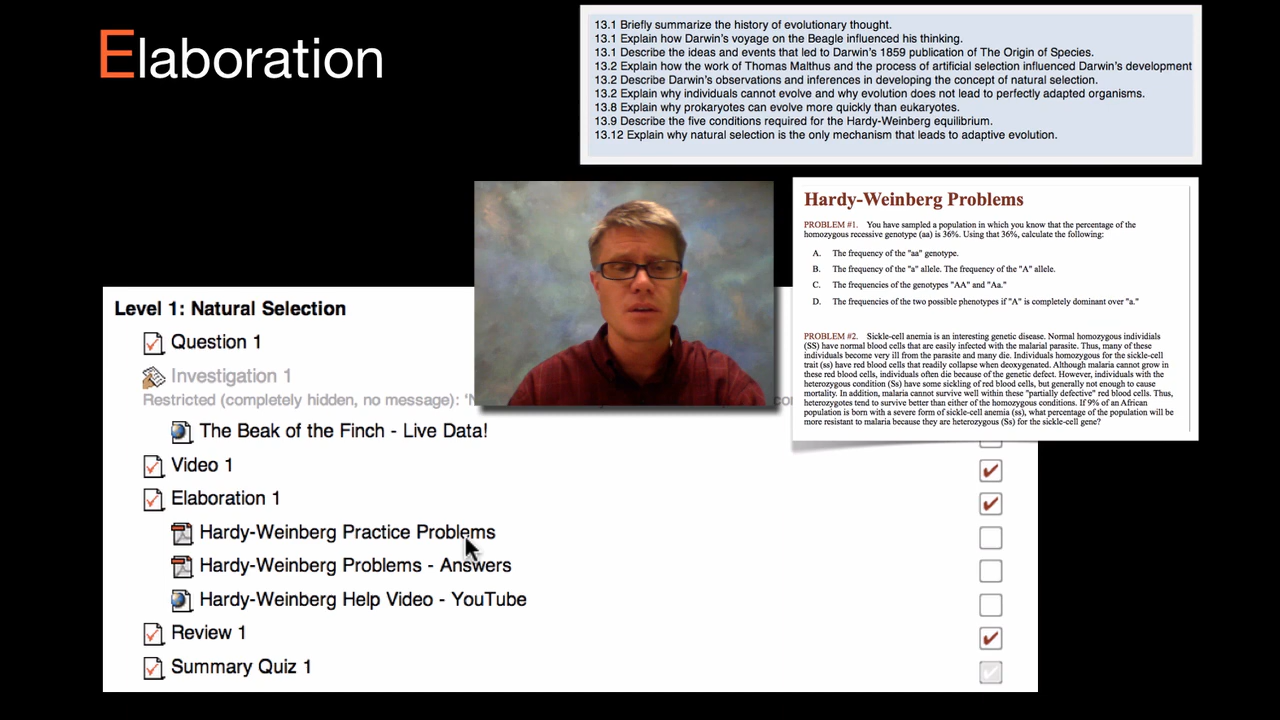 Elaboration
13.1 Briefly summarize the history of evolutionary thought.
13.1 Explain how Darwin's voyage on the Beagle influenced his thinking.
13.1 Describe the ideas and events that led to Darwin's 1859 publication of The Origin of Species.
13.2 Explain how the work of Thomas Malthus and the process of artificial selection influenced Darwin's development
13.2 Describe Darwin's observations and inferences in developing the concept of natural selection.
13.2 Explain why individuals cannot evolve and why evolution does not lead to perfectly adapted organisms.
13.8 Explain why prokaryotes can evolve more quickly than eukaryotes.
13.9 Describe the five conditions required for the Hardy-Weinberg equilibrium.
13.12 Explain why natural selection is the only mechanism that leads to adaptive evolution.
Hardy-Weinberg Problems
PROBLEM #1. You have sampled a population in which you know that the percentage of the
homozygous recessive genotype (aa) is 36%. Using that 36%, calculate the following:
A. The frequency of the "aa" genotype.
B. The frequency of the "a" allele. The frequency of the "A" allele.
C. The frequencies of the genotypes "AA" and "Aa."
D. The frequencies of the two possible phenotypes if "A" is completely dominant over "a."
PROBLEM #2. Sickle-cell anemia is an interesting genetic disease. Normal homozygous individials
(SS) have normal blood cells that are easily infected with the malarial parasite. Thus, many of these
individuals become very ill from the parasite and many die. Individuals homozygous for the sickle-cell
trait (ss) have red blood cells that readily collapse when deoxygenated. Although malaria cannot grow in
these red blood cells, individuals often die because of the genetic defect. However, individuals with the
heterozygous condition (Ss) have some sickling of red blood cells, but generally not enough to cause
mortality. In addition, malaria cannot survive well within these "partially defective" red blood cells. Thus,
heterozygotes tend to survive better than either of the homozygous conditions. If 9% of an African
population is born with a severe form of sickle-cell anemia (ss), what percentage of the population will be
more resistant to malaria because they are heterozygous (Ss) for the sickle-cell gene?
Level 1: Natural Selection
Question 1
Investigation 1
Restricted (completely hidden, no message):
The Beak of the Finch - Live Data!
Video 1
Elaboration 1
Hardy-Weinberg Practice Problems
Hardy-Weinberg Problems - Answers
Hardy-Weinberg Help Video - YouTube
Review 1
Summary Quiz 1